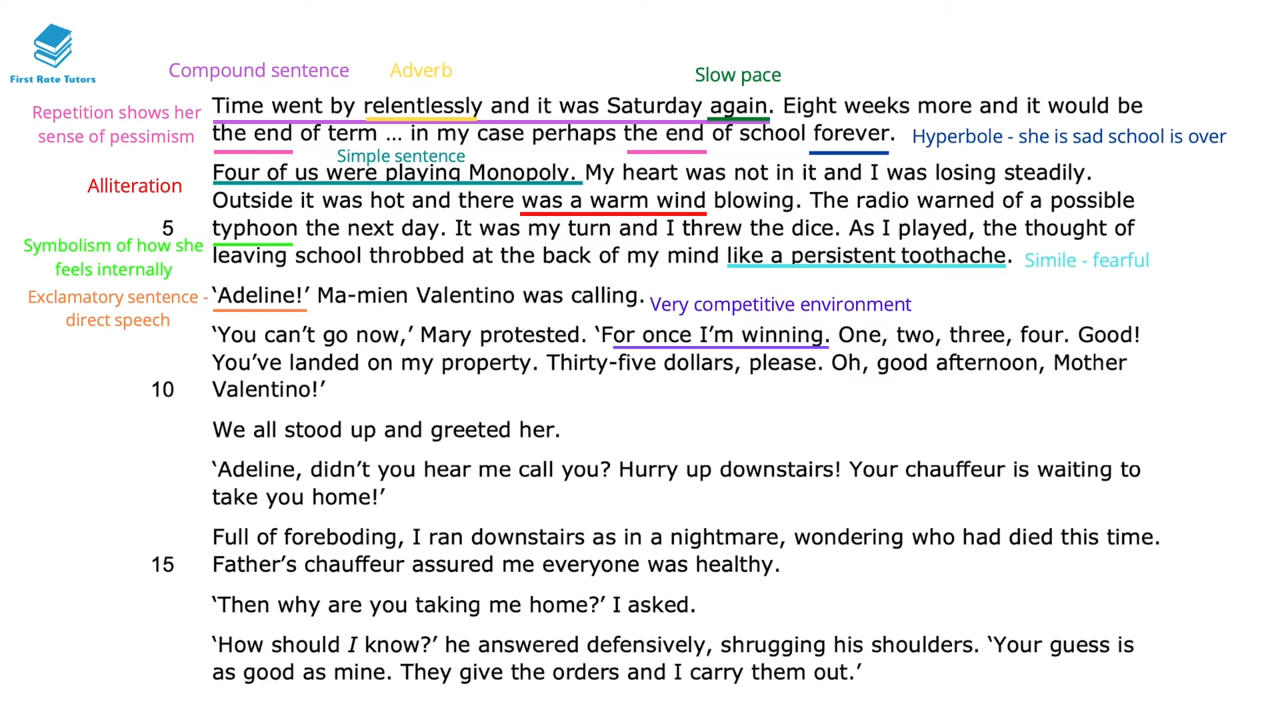 First Rate Tutors
Compound sentence
Adverb
Slow pace
Repetition shows her
sense of pessimism
Time went by relentlessly and it was Saturday again. Eight weeks more and it would be
the end of term ... in my case perhaps the end of school forever.
Hyperbole - she is sad school is over
Simple sentence
Alliteration
Four of us were playing Monopoly. My heart was not in it and I was losing steadily.
Outside it was hot and there was a warm wind blowing. The radio warned of a possible
5 typhoon the next day. It was my turn and I threw the dice. As I played, the thought of
leaving school throbbed at the back of my mind like a persistent toothache.
Symbolism of how she
feels internally
Simile - fearful
Exclamatory sentence -
direct speech
‘Adeline!’ Ma-mien Valentino was calling.
Very competitive environment
‘You can’t go now,’ Mary protested. ‘For once I’m winning. One, two, three, four. Good!
You’ve landed on my property. Thirty-five dollars, please. Oh, good afternoon, Mother
10 Valentino!’
We all stood up and greeted her.
‘Adeline, didn’t you hear me call you? Hurry up downstairs! Your chauffeur is waiting to
take you home!’
Full of foreboding, I ran downstairs as in a nightmare, wondering who had died this time.
15 Father’s chauffeur assured me everyone was healthy.
‘Then why are you taking me home?’ I asked.
‘How should I know?’ he answered defensively, shrugging his shoulders. ‘Your guess is
as good as mine. They give the orders and I carry them out.’